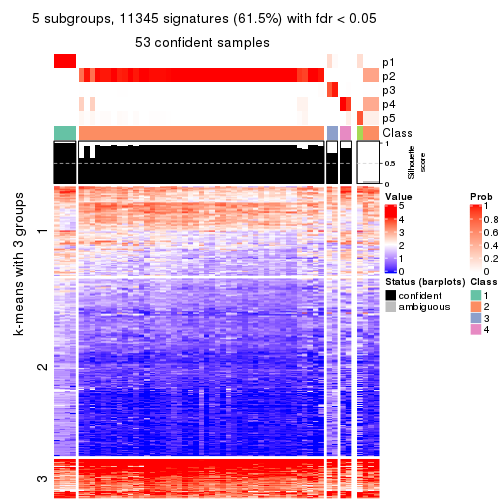 5 subgroups, 11345 signatures (61.5%) with fdr < 0.05
53 confident samples
p1
p2
p3
p4
p5
Class
1
0.5
0
Silhouette
score
k-means with 3 groups
1
2
3
Value
5
4
3
2
1
0
Prob
1
0.8
0.6
0.4
0.2
0
Status (barplots)
confident
ambiguous
Class
1
2
3
4